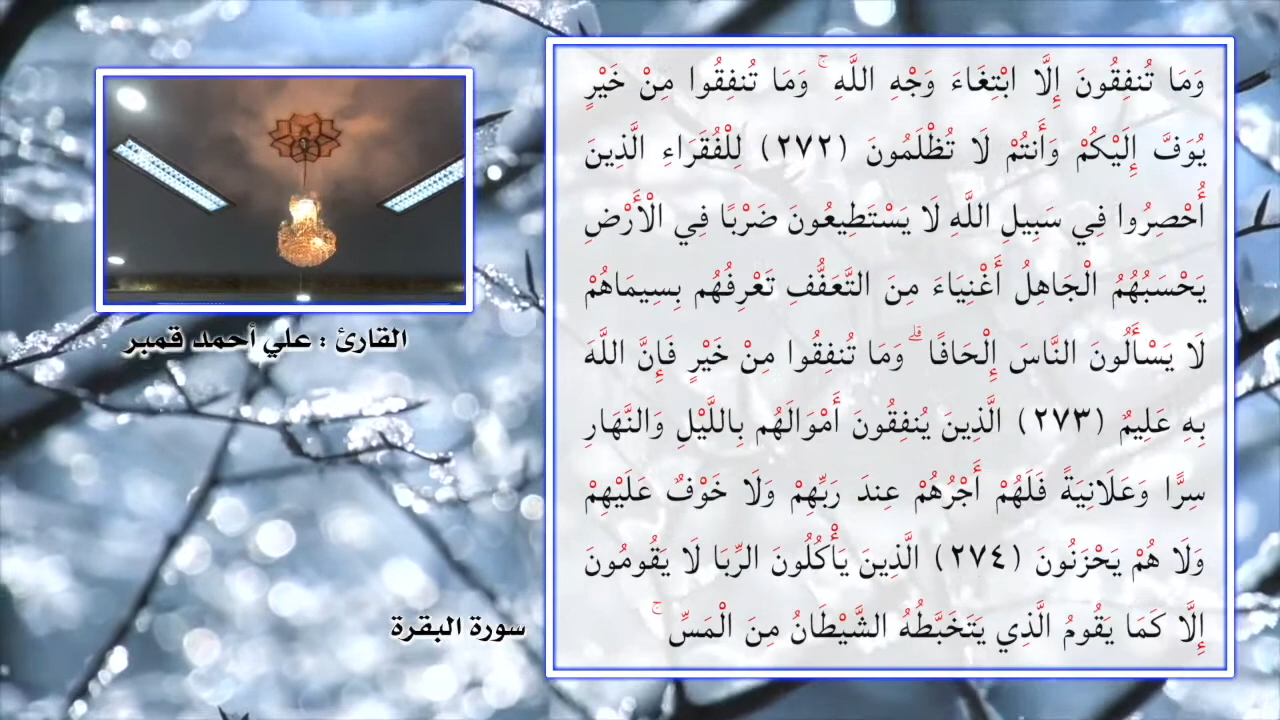 وَمَا تُنفِقُونَ إِلَّا ابْتِغَاءَ وَجْهِ اللَّهِ ۚ وَمَا تُنفِقُوا مِنْ خَيْرٍ
يُوَفَّ إِلَيْكُمْ وَأَنتُمْ لَا تُظْلَمُونَ (٢٧٢) لِلْفُقَرَاءِ الَّذِينَ
أُحْصِرُوا فِي سَبِيلِ اللَّهِ لَا يَسْتَطِيعُونَ ضَرْبًا فِي الْأَرْضِ
يَحْسَبُهُمُ الْجَاهِلُ أَغْنِيَاءَ مِنَ التَّعَفُّفِ تَعْرِفُهُم بِسِيمَاهُمْ
لَا يَسْأَلُونَ النَّاسَ إِلْحَافًا ۗ وَمَا تُنفِقُوا مِنْ خَيْرٍ فَإِنَّ اللَّهَ
بِهِ عَلِيمٌ (٢٧٣) الَّذِينَ يُنفِقُونَ أَمْوَالَهُم بِاللَّيْلِ وَالنَّهَارِ
سِرًّا وَعَلَانِيَةً فَلَهُمْ أَجْرُهُمْ عِندَ رَبِّهِمْ وَلَا خَوْفٌ عَلَيْهِمْ
وَلَا هُمْ يَحْزَنُونَ (٢٧٤) الَّذِينَ يَأْكُلُونَ الرِّبَا لَا يَقُومُونَ
إِلَّا كَمَا يَقُومُ الَّذِي يَتَخَبَّطُهُ الشَّيْطَانُ مِنَ الْمَسِّ ۚ
القارئ : علي أحمد قمبر
سورة البقرة